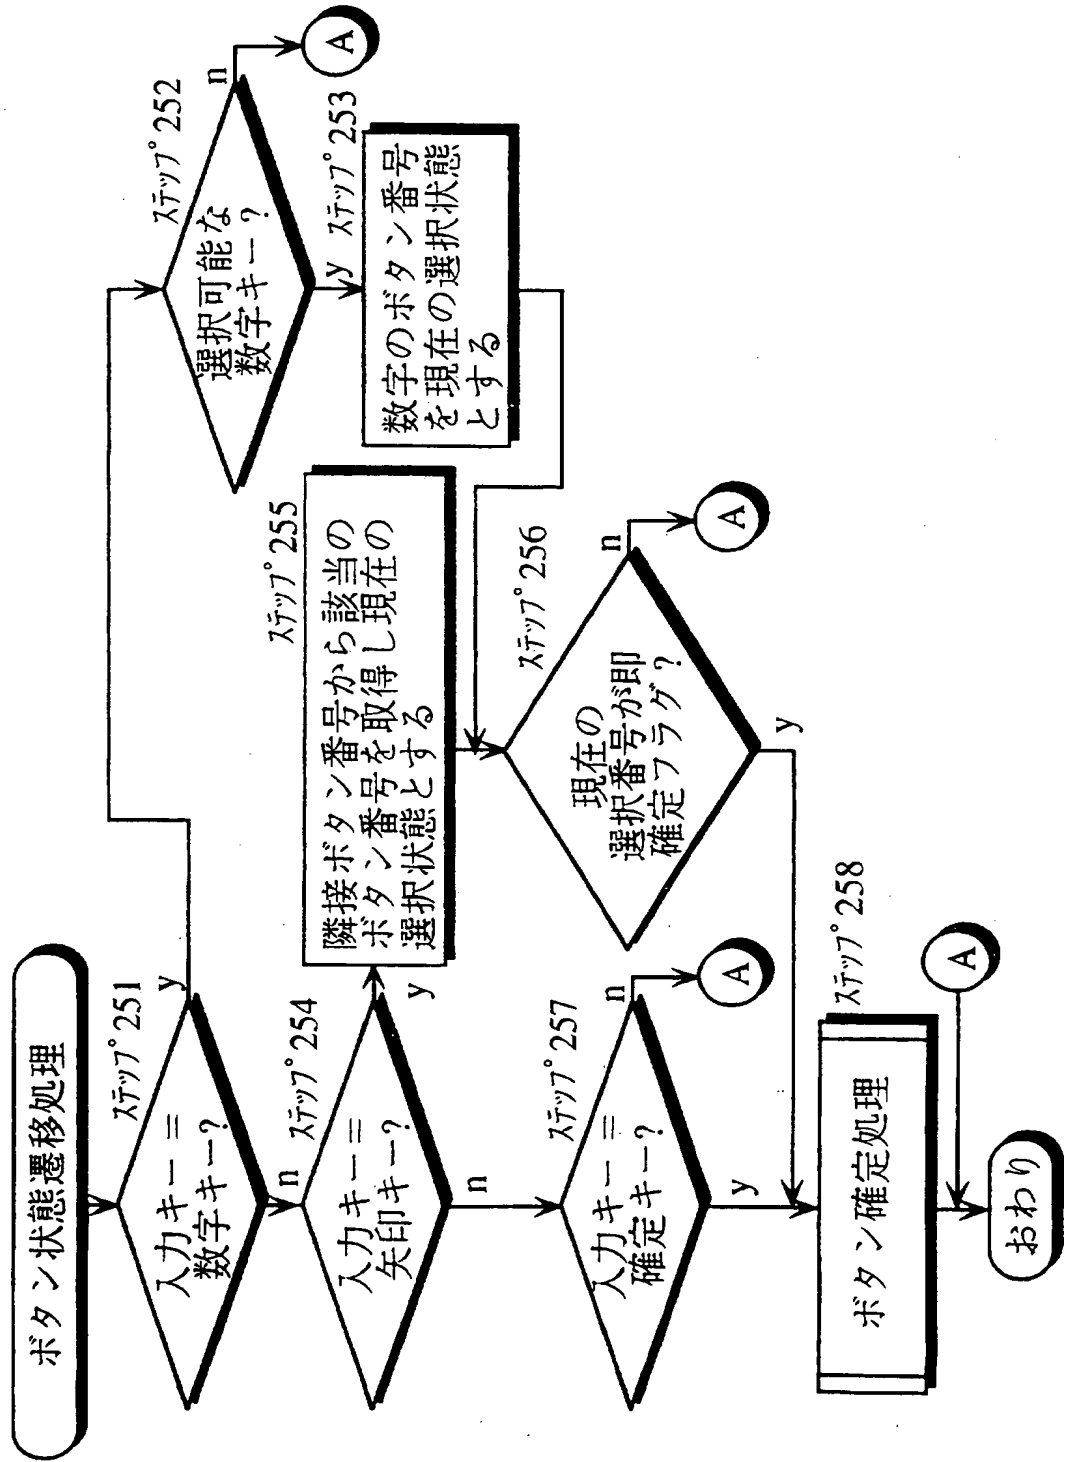 ボタン状態遷移処理
ステップ251
入力キー＝
数字キー？
y
n
ステップ252
選択可能な
数字キー？
n
A
y
ステップ253
数字のボタン番号
を現在の選択状態
とする
ステップ254
入力キー＝
矢印キー？
y
n
ステップ255
隣接ボタン番号から該当の
ボタン番号を取得し現在の
選択状態とする
ステップ256
現在の
選択番号が即
確定フラグ？
n
A
y
ステップ257
入力キー＝
確定キー？
n
A
y
ステップ258
ボタン確定処理
A
おわり